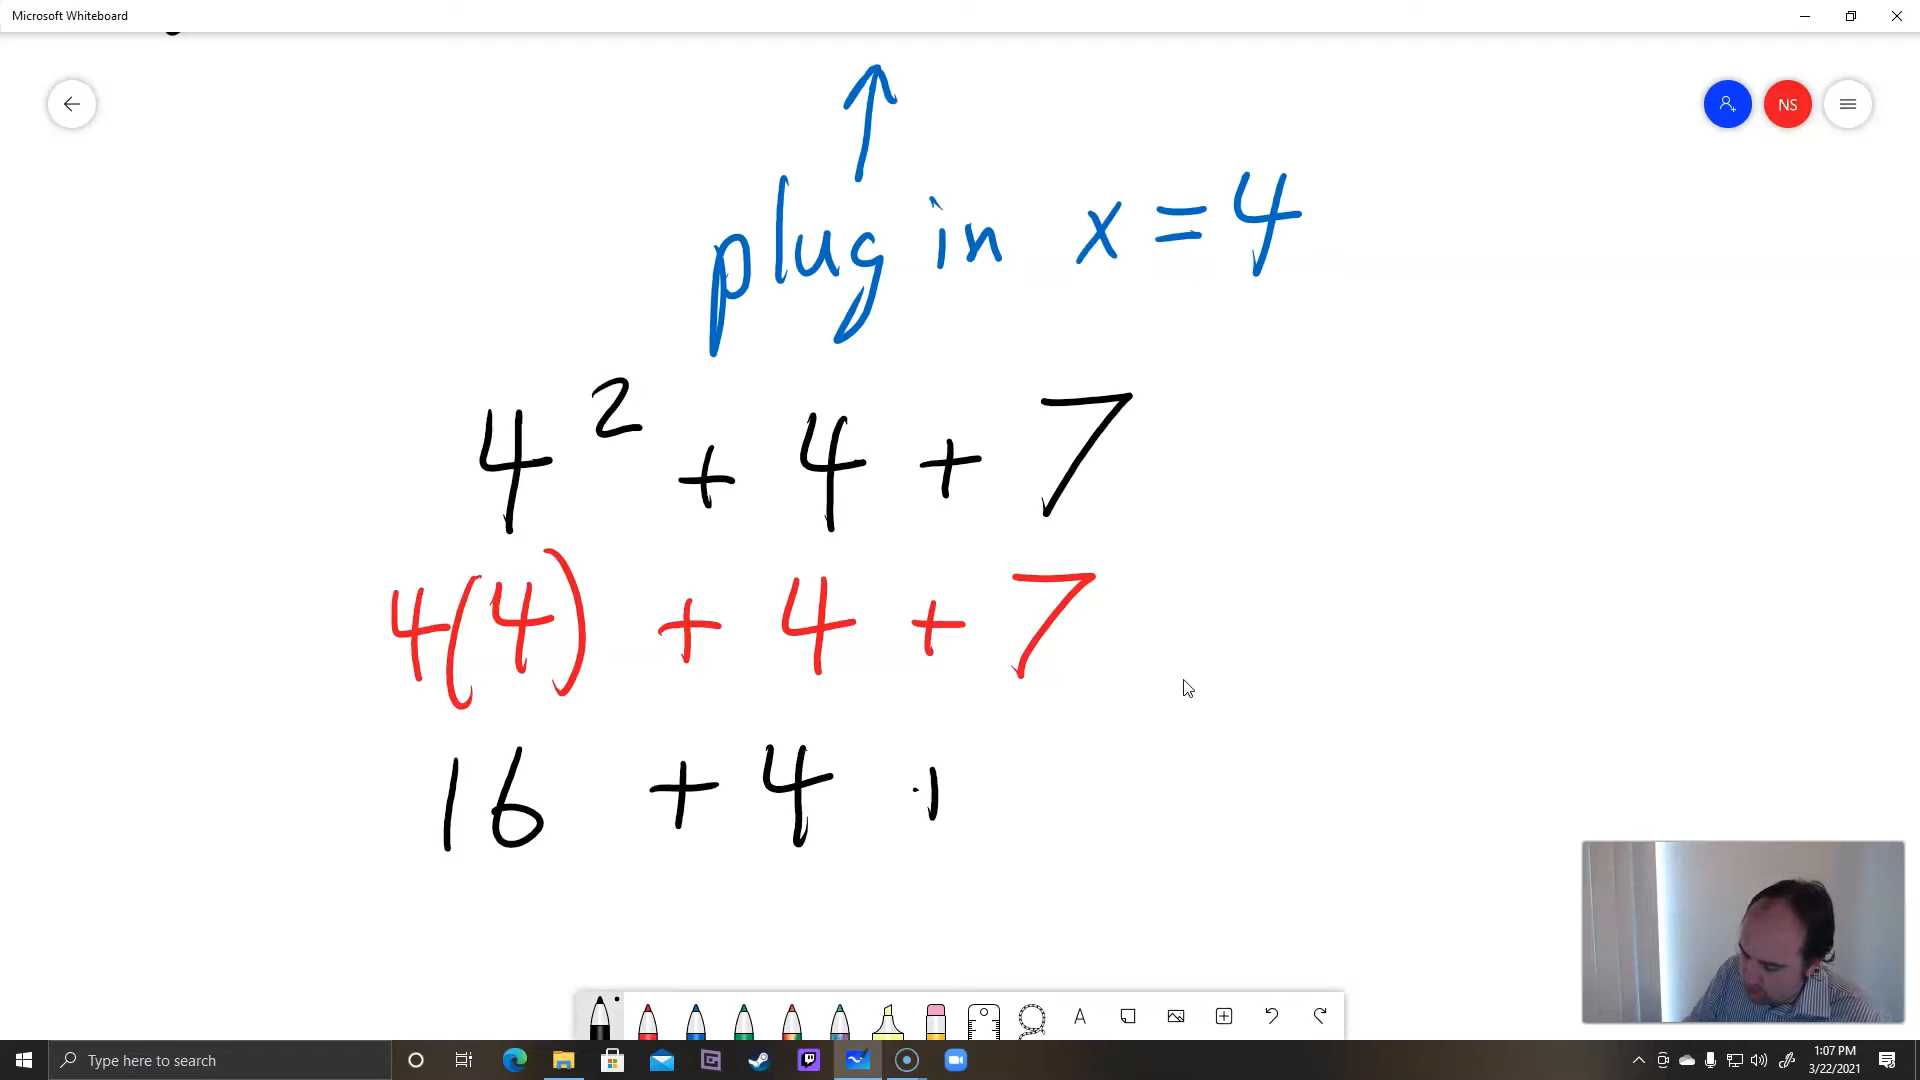 Microsoft Whiteboard
NS
plug in x = 4
4² + 4 + 7
4(4) + 4 + 7
16 + 4 +
A
Type here to search
1:07 PM
3/22/2021